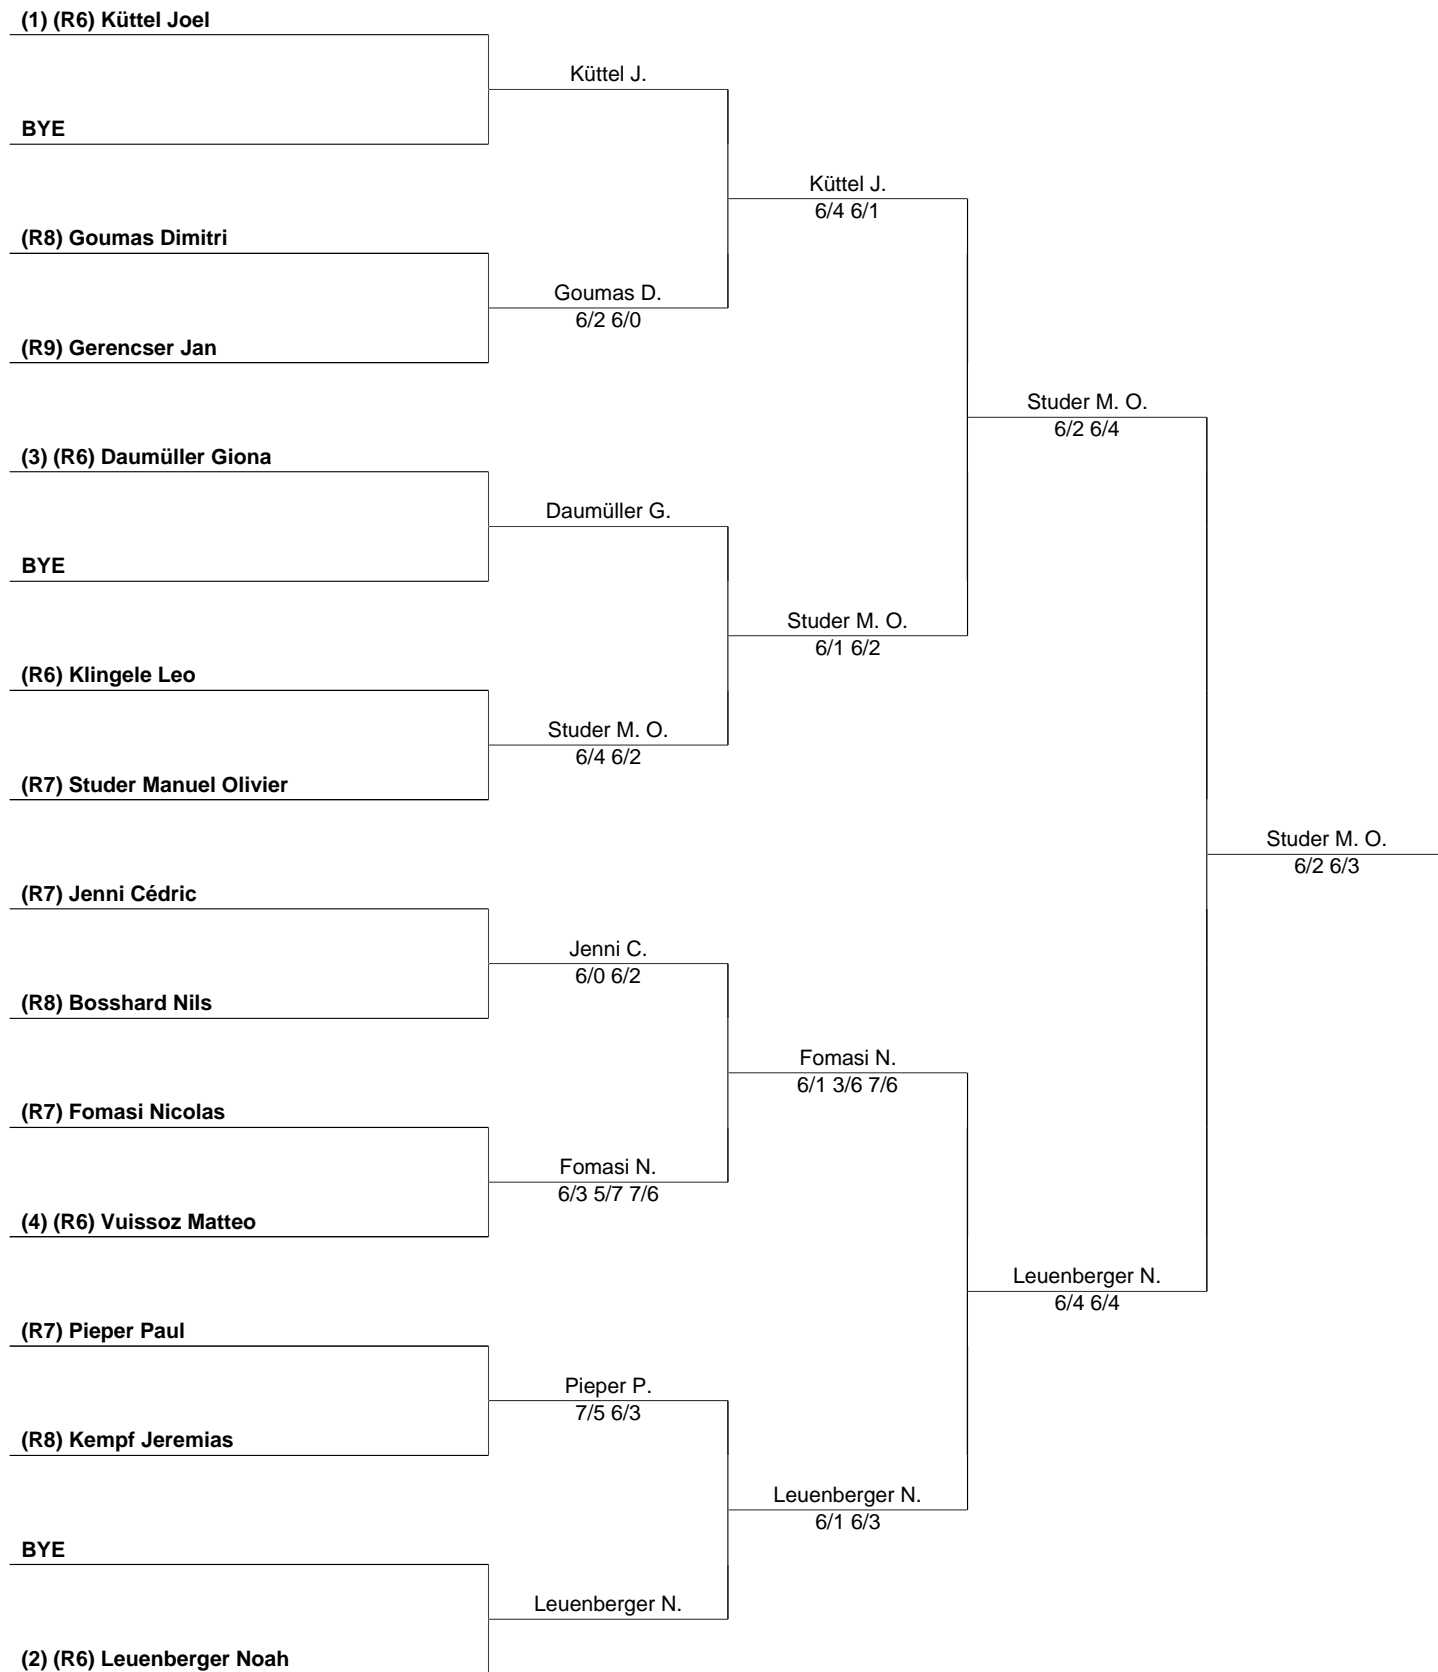 (1) (R6) Küttel Joel
Küttel J.
BYE
Küttel J.
6/4 6/1
(R8) Goumas Dimitri
Goumas D.
6/2 6/0
(R9) Gerencser Jan
Studer M. O.
6/2 6/4
(3) (R6) Daumüller Giona
Daumüller G.
BYE
Studer M. O.
6/1 6/2
(R6) Klingele Leo
Studer M. O.
6/4 6/2
(R7) Studer Manuel Olivier
Studer M. O.
6/2 6/3
(R7) Jenni Cédric
Jenni C.
6/0 6/2
(R8) Bosshard Nils
Fomasi N.
6/1 3/6 7/6
(R7) Fomasi Nicolas
Fomasi N.
6/3 5/7 7/6
(4) (R6) Vuissoz Matteo
Leuenberger N.
6/4 6/4
(R7) Pieper Paul
Pieper P.
7/5 6/3
(R8) Kempf Jeremias
Leuenberger N.
6/1 6/3
BYE
Leuenberger N.
(2) (R6) Leuenberger Noah